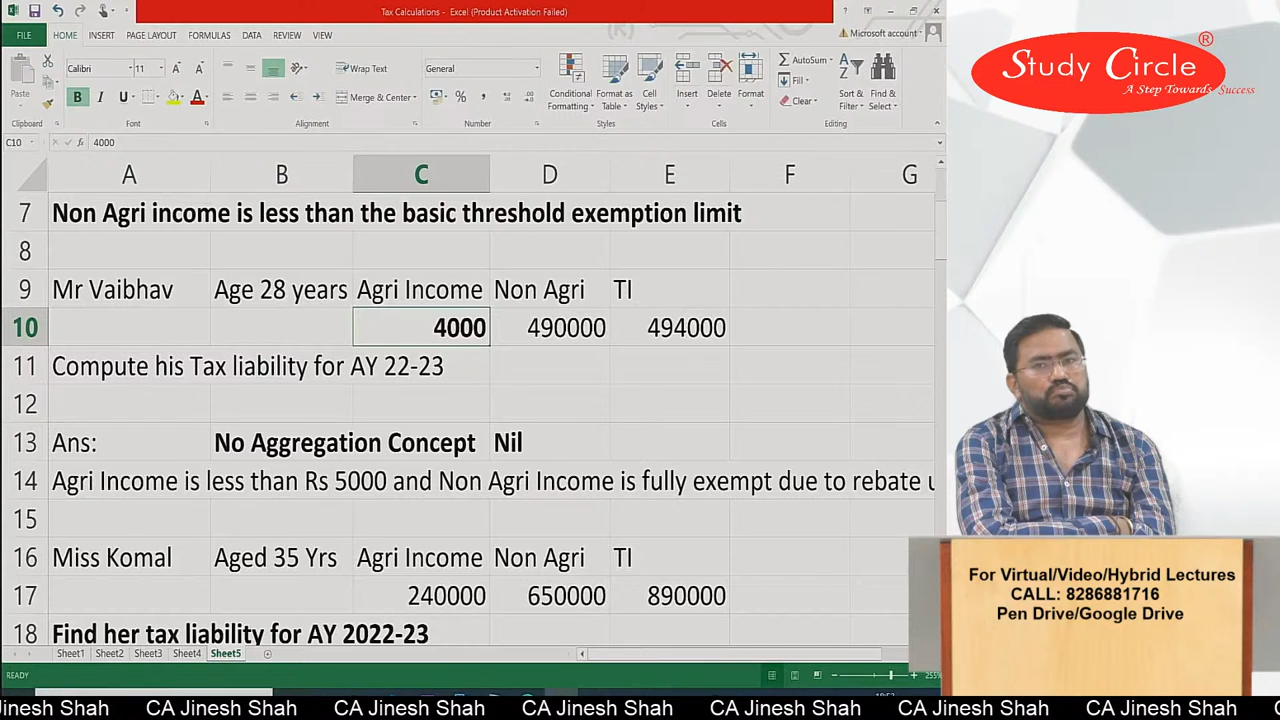 Tax Calculations - Excel (Product Activation Failed)
FILE HOME INSERT PAGE LAYOUT FORMULAS DATA REVIEW VIEW Microsoft account
Calibri 11 Wrap Text General AutoSum
Paste Merge & Center Conditional Formatting Format as Table Cell Styles Insert Delete Format Fill Clear Sort & Filter Find & Select
Clipboard Font Alignment Number Styles Cells Editing
C10 4000
A B C D E F G
7 Non Agri income is less than the basic threshold exemption limit
8
9 Mr Vaibhav Age 28 years Agri Income Non Agri TI
10 4000 490000 494000
11 Compute his Tax liability for AY 22-23
12
13 Ans: No Aggregation Concept Nil
14 Agri Income is less than Rs 5000 and Non Agri Income is fully exempt due to rebate
15
16 Miss Komal Aged 35 Yrs Agri Income Non Agri TI
17 240000 650000 890000
18 Find her tax liability for AY 2022-23
Sheet1 Sheet2 Sheet3 Sheet4 Sheet5
READY 255%
Study Circle ®
A Step Towards Success
For Virtual/Video/Hybrid Lectures
CALL: 8286881716
Pen Drive/Google Drive
Jinesh Shah CA Jinesh Shah CA Jinesh Shah CA Jinesh Shah CA Jinesh Shah CA Jinesh Shah CA Jinesh Shah